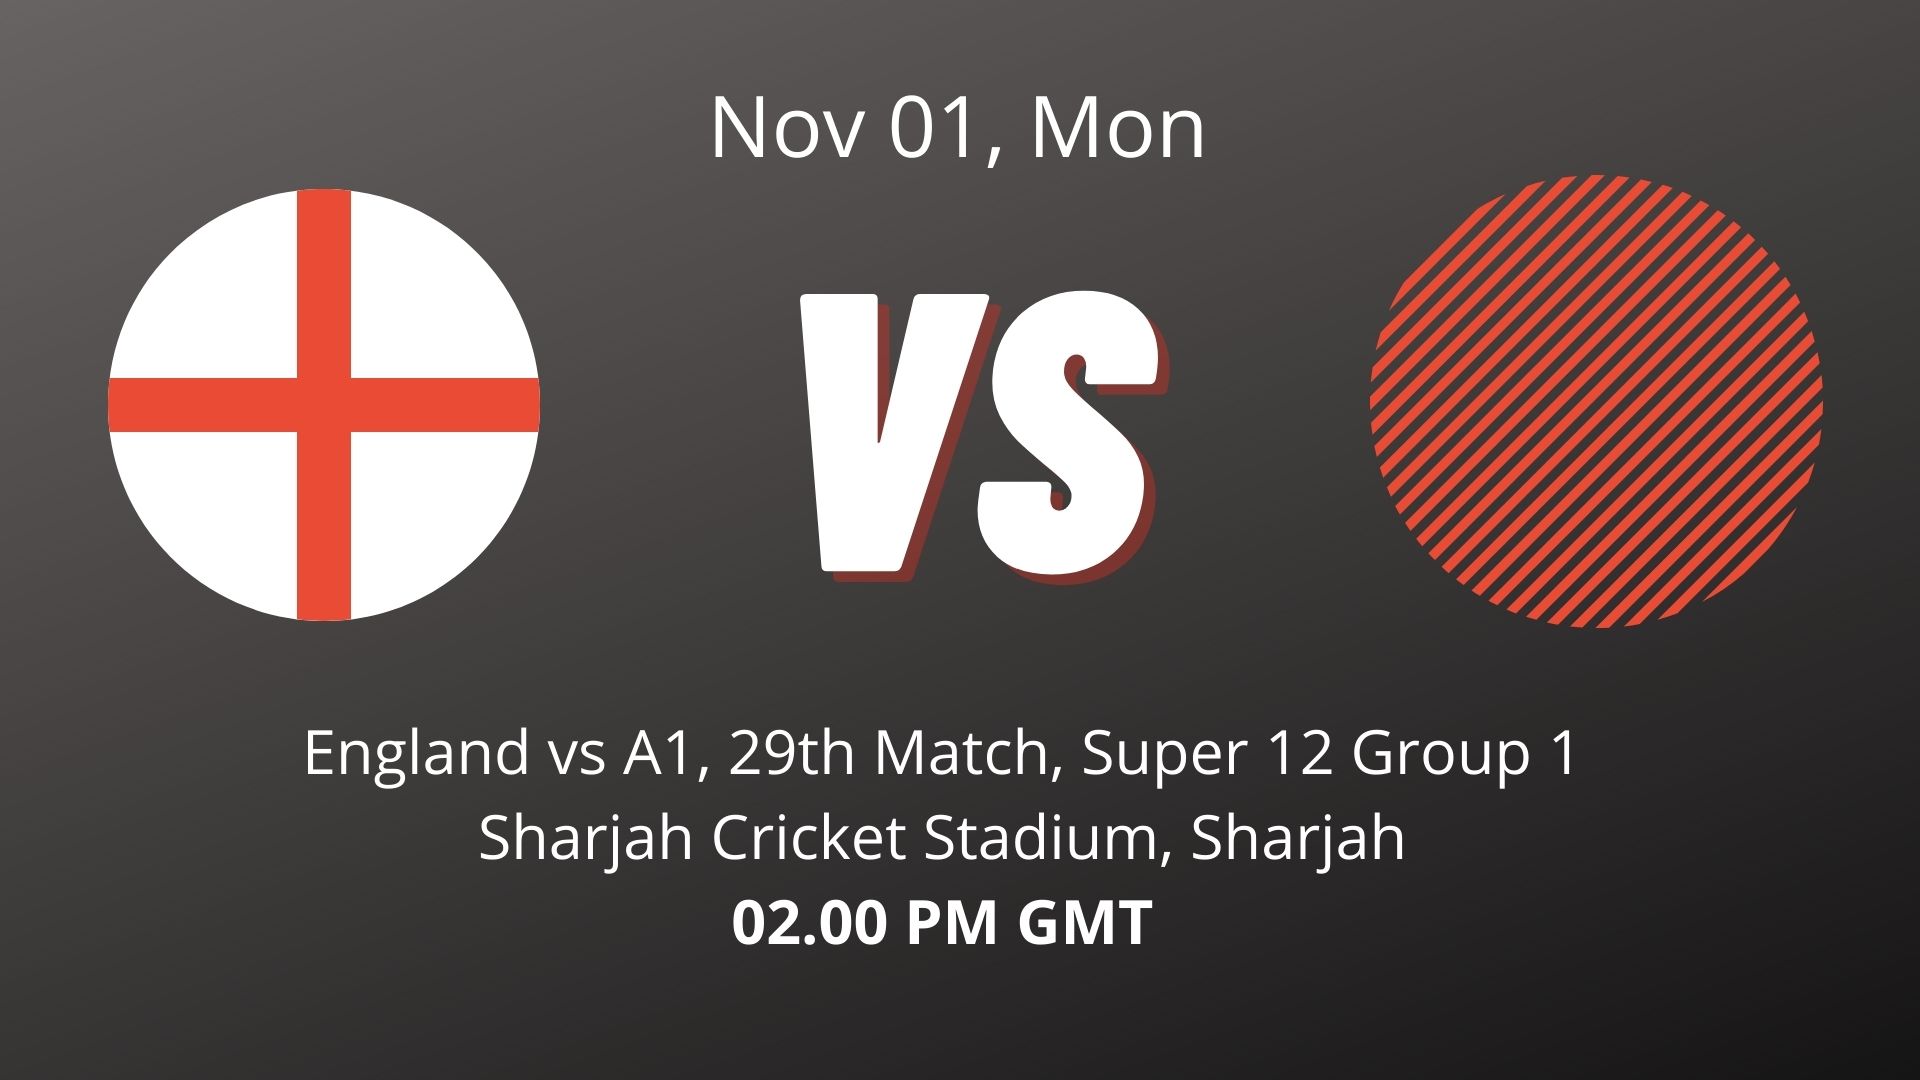 Nov 01, Mon
VS
England vs A1, 29th Match, Super 12 Group 1
Sharjah Cricket Stadium, Sharjah
02.00 PM GMT